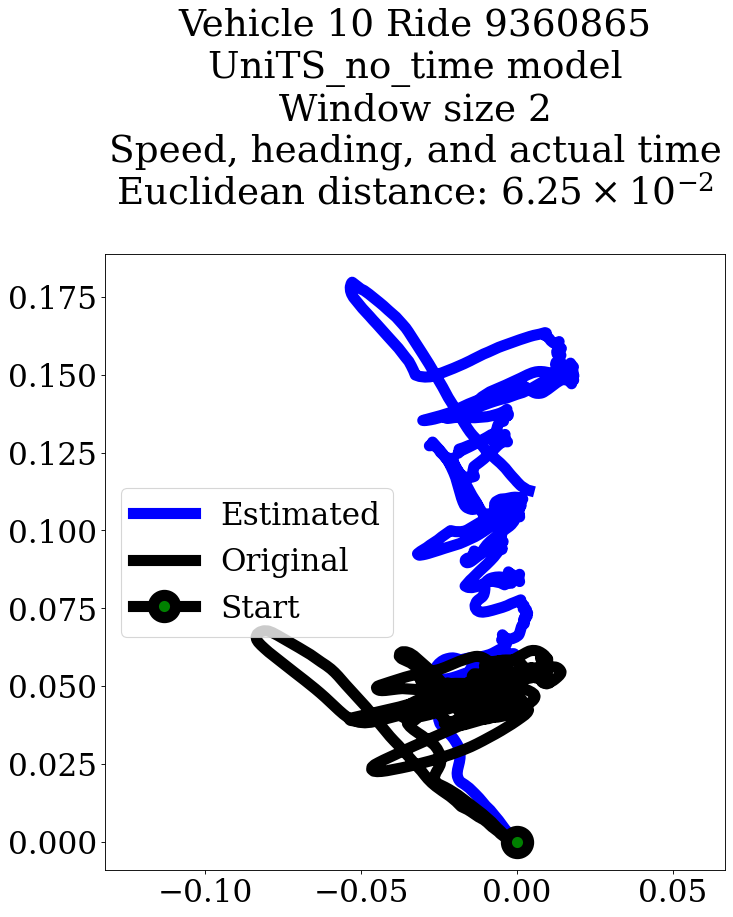 Vehicle 10 Ride 9360865
UniTS_no_time model
Window size 2
Speed, heading, and actual time
Euclidean distance: 6.25 × 10⁻²
0.175
0.150
0.125
0.100
0.075
0.050
0.025
0.000
Estimated
Original
Start
−0.10
−0.05
0.00
0.05